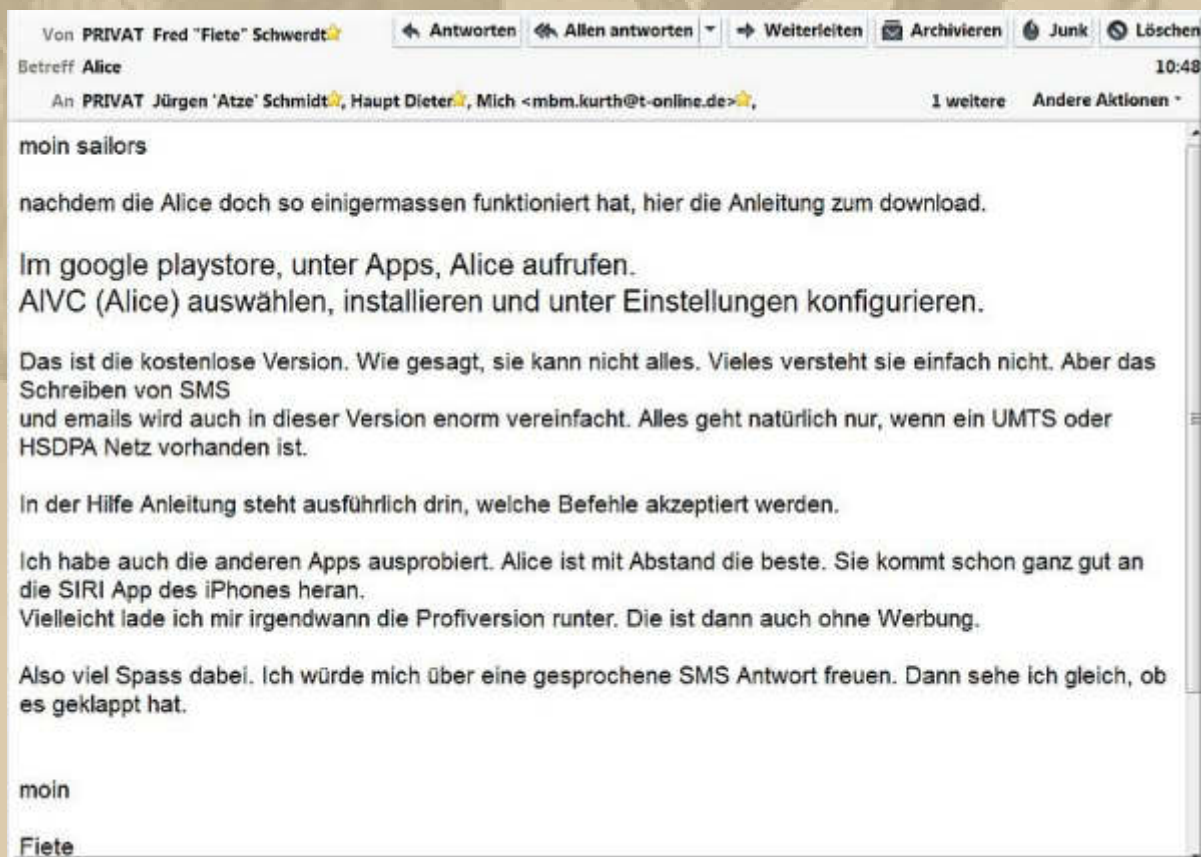 Von PRIVAT Fred "Fiete" Schwerdt Antworten Allen antworten Weiterleiten Archivieren Junk Löschen
Betreff Alice 10:48
An PRIVAT Jürgen 'Atze' Schmidt, Haupt Dieter, Mich <mbm.kurth@t-online.de>, 1 weitere Andere Aktionen
moin sailors
nachdem die Alice doch so einigermassen funktioniert hat, hier die Anleitung zum download.
Im google playstore, unter Apps, Alice aufrufen.
AIVC (Alice) auswählen, installieren und unter Einstellungen konfigurieren.
Das ist die kostenlose Version. Wie gesagt, sie kann nicht alles. Vieles versteht sie einfach nicht. Aber das
Schreiben von SMS
und emails wird auch in dieser Version enorm vereinfacht. Alles geht natürlich nur, wenn ein UMTS oder
HSDPA Netz vorhanden ist.
In der Hilfe Anleitung steht ausführlich drin, welche Befehle akzeptiert werden.
Ich habe auch die anderen Apps ausprobiert. Alice ist mit Abstand die beste. Sie kommt schon ganz gut an
die SIRI App des iPhones heran.
Vielleicht lade ich mir irgendwann die Profiversion runter. Die ist dann auch ohne Werbung.
Also viel Spass dabei. Ich würde mich über eine gesprochene SMS Antwort freuen. Dann sehe ich gleich, ob
es geklappt hat.
moin
Fiete